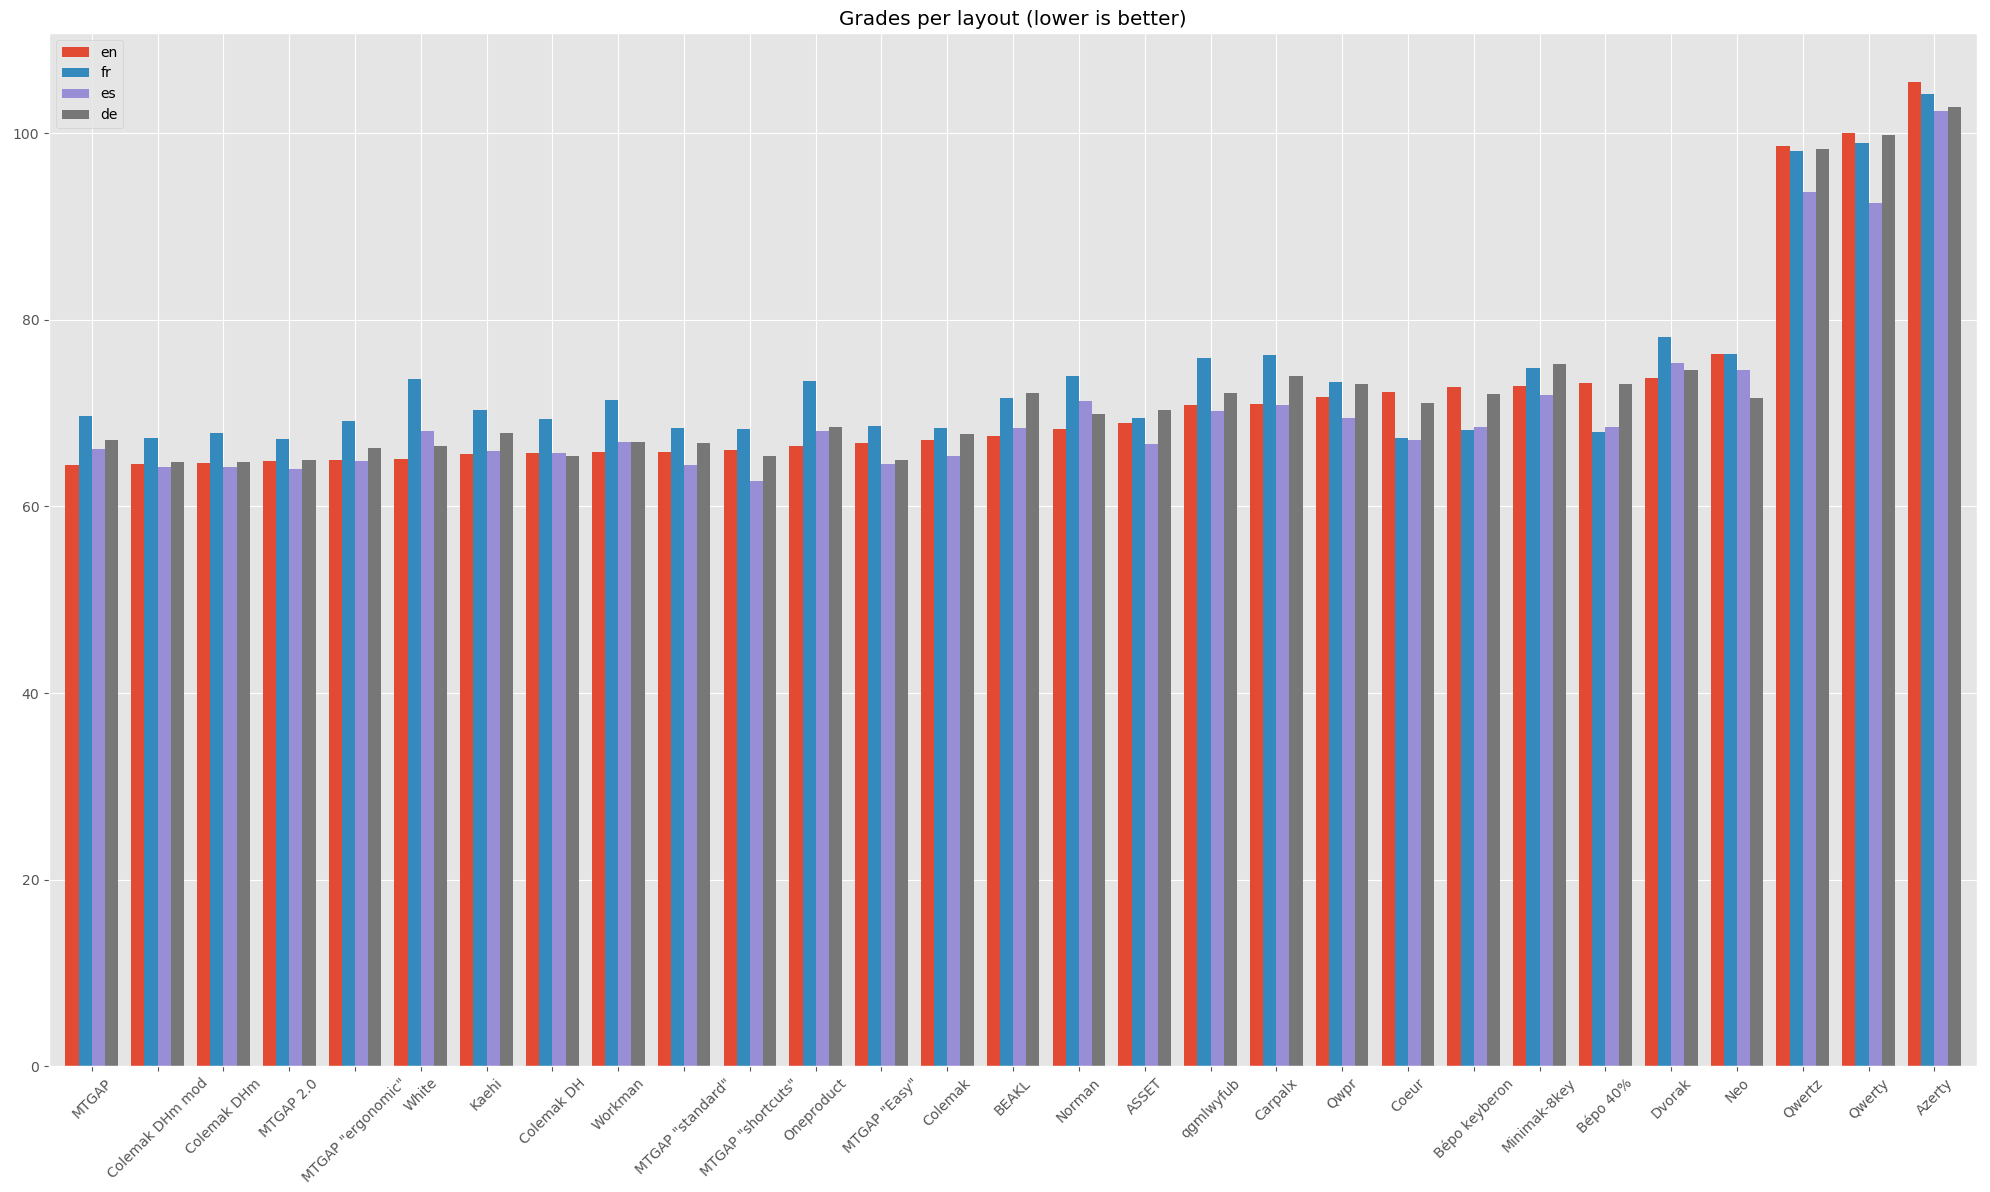 Grades per layout (lower is better)
en
fr
es
de
100
80
60
40
20
0
MTGAP
Colemak DHm mod
Colemak DHm
MTGAP 2.0
MTGAP "ergonomic"
White
Kaehi
Colemak DH
Workman
MTGAP "standard"
MTGAP "shortcuts"
Oneproduct
MTGAP "Easy"
Colemak
BEAKL
Norman
ASSET
qgmlwyfub
Carpalx
Qwpr
Coeur
Bépo keyberon
Minimak-8key
Bépo 40%
Dvorak
Neo
Qwertz
Qwerty
Azerty